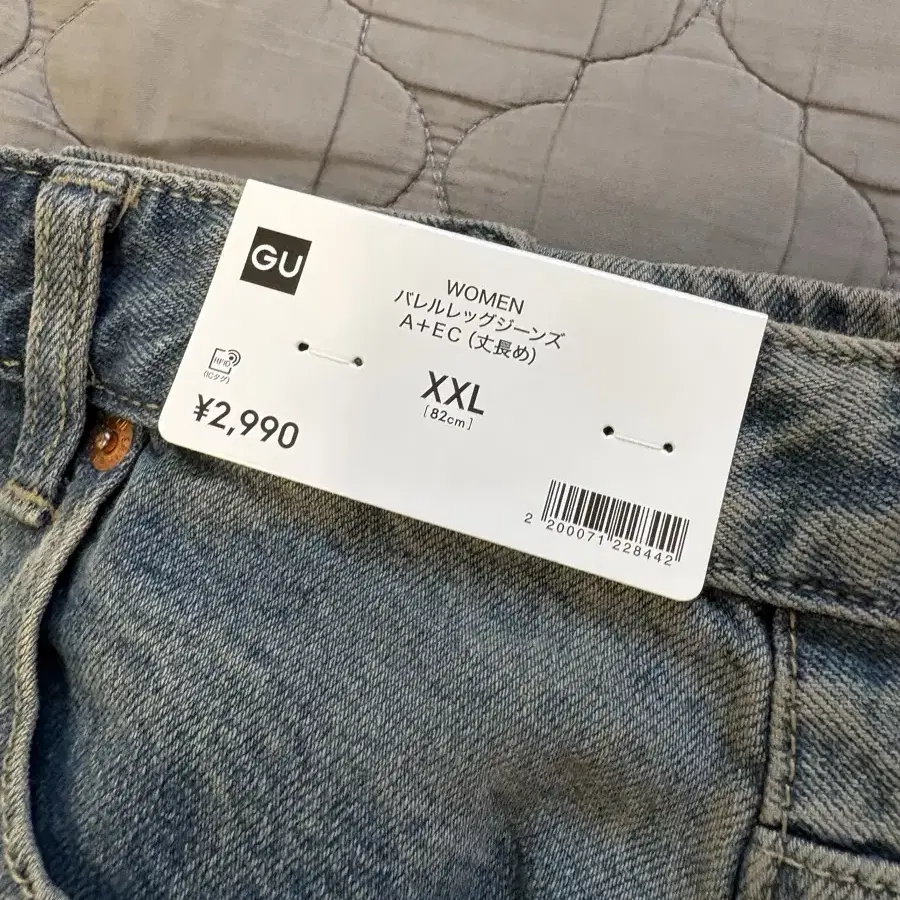 GU
WOMEN
バレルレッグジーンズ
A+EC (丈長め)
RFID
(ICタグ)
XXL
[82cm]
¥2,990
2 200071 228442